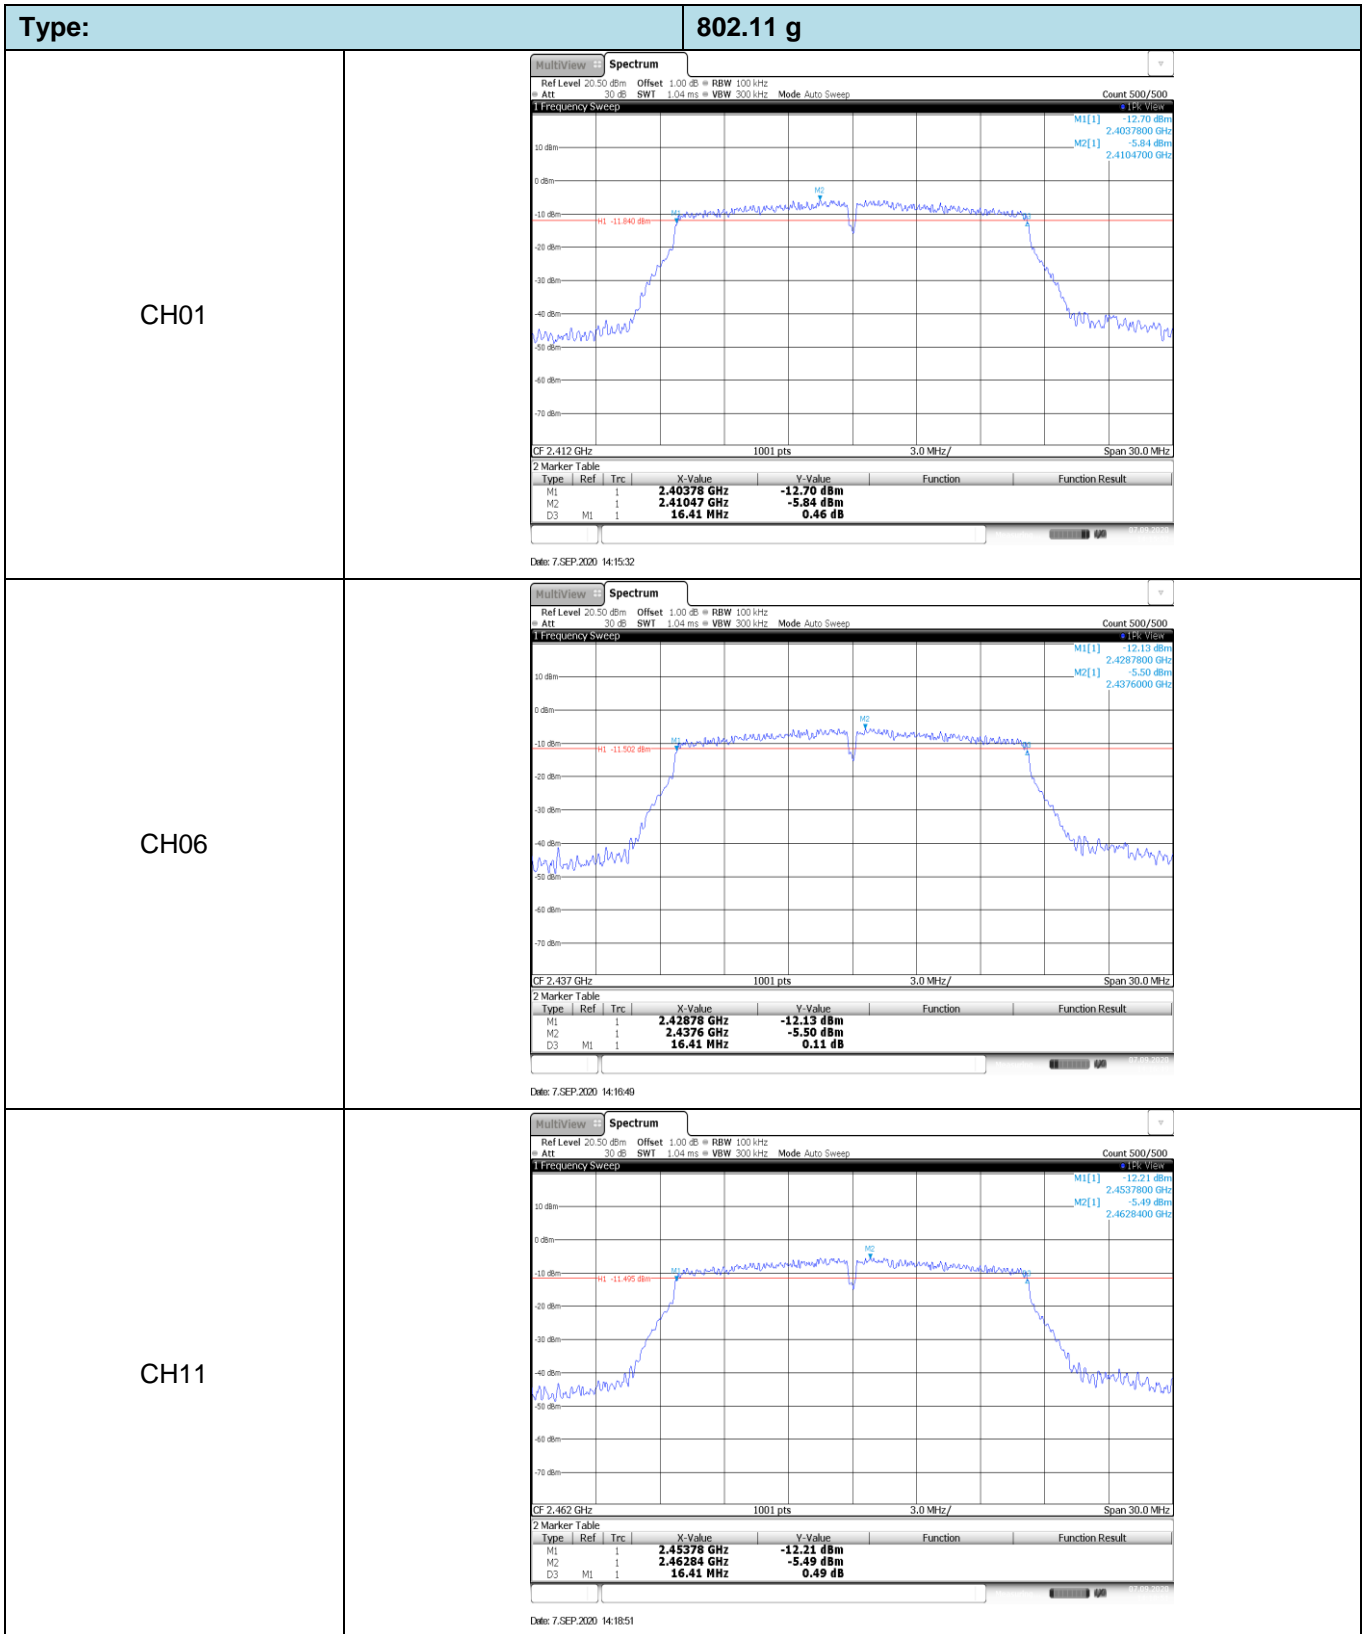 Type: 802.11 g
CH01
MultiView Spectrum
Ref Level 20.50 dBm Offset 1.00 dB RBW 100 kHz
Att 30 dB SWT 1.04 ms VBW 300 kHz Mode Auto Sweep Count 500/500
1 Frequency Sweep 1Pk View
M1[1] -12.70 dBm
2.4037800 GHz
M2[1] -5.84 dBm
2.4104700 GHz
10 dBm
0 dBm
M2
M1
-10 dBm
H1 -11.840 dBm
-20 dBm
-30 dBm
-40 dBm
-50 dBm
-60 dBm
-70 dBm
CF 2.412 GHz 1001 pts 3.0 MHz/ Span 30.0 MHz
2 Marker Table
Type Ref Trc X-Value Y-Value Function Function Result
M1 1 2.40378 GHz -12.70 dBm
M2 1 2.41047 GHz -5.84 dBm
D3 M1 1 16.41 MHz 0.46 dB
07.09.2020
Date: 7.SEP.2020 14:15:32
CH06
MultiView Spectrum
Ref Level 20.50 dBm Offset 1.00 dB RBW 100 kHz
Att 30 dB SWT 1.04 ms VBW 300 kHz Mode Auto Sweep Count 500/500
1 Frequency Sweep 1Pk View
M1[1] -12.13 dBm
2.4287800 GHz
M2[1] -5.50 dBm
2.4376000 GHz
10 dBm
0 dBm
M2
M1
-10 dBm
H1 -11.502 dBm
-20 dBm
-30 dBm
-40 dBm
-50 dBm
-60 dBm
-70 dBm
CF 2.437 GHz 1001 pts 3.0 MHz/ Span 30.0 MHz
2 Marker Table
Type Ref Trc X-Value Y-Value Function Function Result
M1 1 2.42878 GHz -12.13 dBm
M2 1 2.4376 GHz -5.50 dBm
D3 M1 1 16.41 MHz 0.11 dB
07.09.2020
Date: 7.SEP.2020 14:16:49
CH11
MultiView Spectrum
Ref Level 20.50 dBm Offset 1.00 dB RBW 100 kHz
Att 30 dB SWT 1.04 ms VBW 300 kHz Mode Auto Sweep Count 500/500
1 Frequency Sweep 1Pk View
M1[1] -12.21 dBm
2.4537800 GHz
M2[1] -5.49 dBm
2.4628400 GHz
10 dBm
0 dBm
M2
M1
-10 dBm
H1 -11.495 dBm
-20 dBm
-30 dBm
-40 dBm
-50 dBm
-60 dBm
-70 dBm
CF 2.462 GHz 1001 pts 3.0 MHz/ Span 30.0 MHz
2 Marker Table
Type Ref Trc X-Value Y-Value Function Function Result
M1 1 2.45378 GHz -12.21 dBm
M2 1 2.46284 GHz -5.49 dBm
D3 M1 1 16.41 MHz 0.49 dB
07.09.2020
Date: 7.SEP.2020 14:18:51